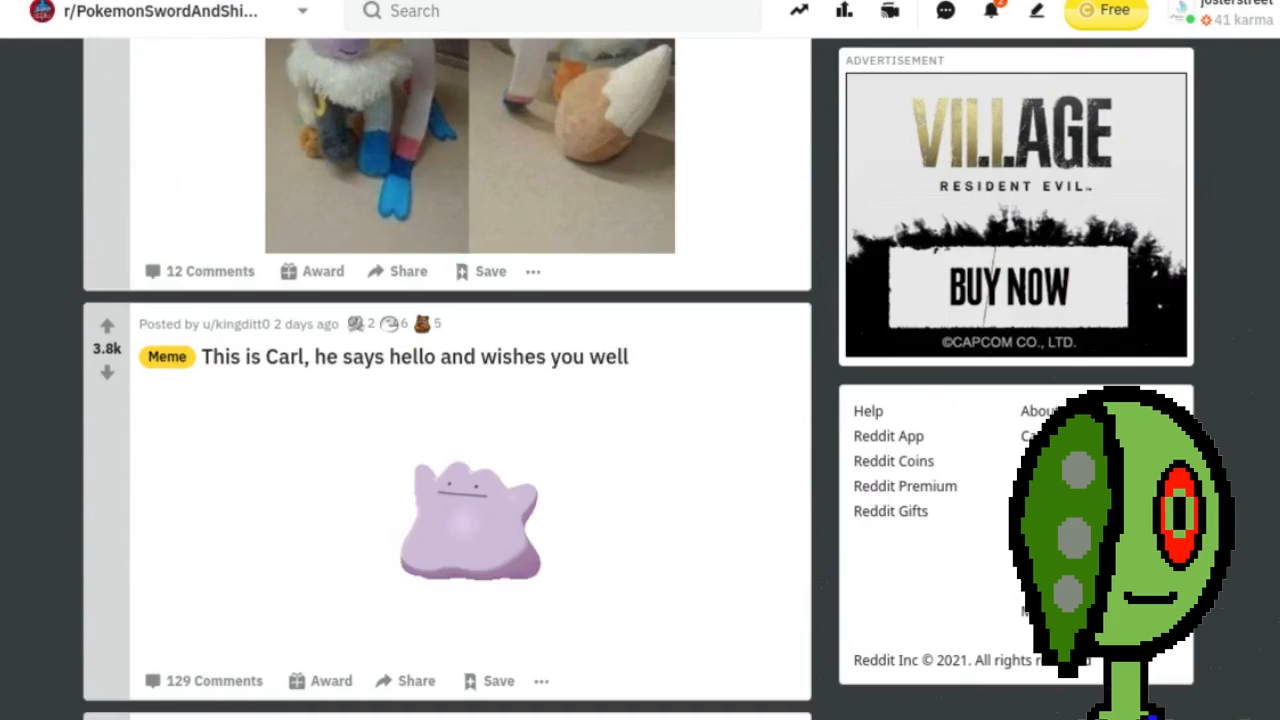 r/PokemonSwordAndShi...
Search
Free
2
josterstreet
41 karma
12 Comments Award Share Save ...
3.8k
Posted by u/kingditt0 2 days ago 2 6 5
Meme This is Carl, he says hello and wishes you well
129 Comments Award Share Save ...
ADVERTISEMENT
VILLAGE
RESIDENT EVIL™
BUY NOW
©CAPCOM CO., LTD.
Help
Reddit App
Reddit Coins
Reddit Premium
Reddit Gifts
Reddit Inc © 2021. All rights